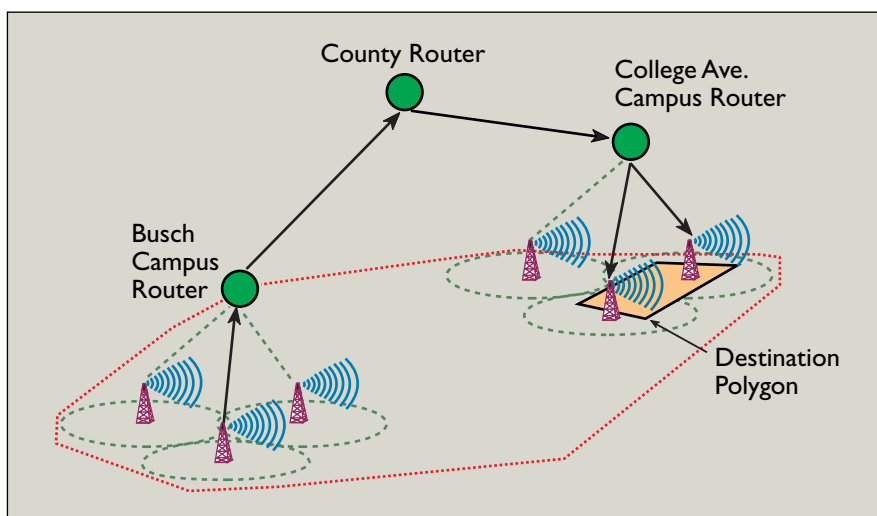 County Router
College Ave.
Campus Router
Busch
Campus
Router
Destination
Polygon